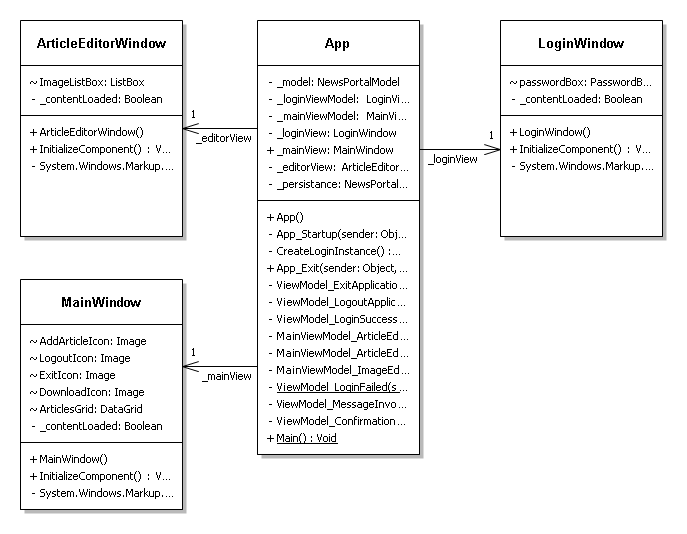 ArticleEditorWindow
~ ImageListBox: ListBox
- _contentLoaded: Boolean
+ ArticleEditorWindow()
+ InitializeComponent() : V...
- System.Windows.Markup....
App
- _model: NewsPortalModel
- _loginViewModel: LoginVi...
- _mainViewModel: MainVi...
- _loginView: LoginWindow
+ _mainView: MainWindow
- _editorView: ArticleEditor...
- _persistance: NewsPortal...
+ App()
- App_Startup(sender: Obj...
- CreateLoginInstance() :...
+ App_Exit(sender: Object, ...
- ViewModel_ExitApplicatio...
- ViewModel_LogoutApplic...
- ViewModel_LoginSuccess...
- MainViewModel_ArticleEd...
- MainViewModel_ArticleEd...
- MainViewModel_ImageEd...
- ViewModel_LoginFailed(s...
- ViewModel_MessageInvo...
- ViewModel_Confirmation...
+ Main() : Void
LoginWindow
~ passwordBox: PasswordB...
- _contentLoaded: Boolean
+ LoginWindow()
+ InitializeComponent() : V...
- System.Windows.Markup....
1
_editorView
1
_loginView
MainWindow
~ AddArticleIcon: Image
~ LogoutIcon: Image
~ ExitIcon: Image
~ DownloadIcon: Image
~ ArticlesGrid: DataGrid
- _contentLoaded: Boolean
+ MainWindow()
+ InitializeComponent() : V...
- System.Windows.Markup....
1
_mainView